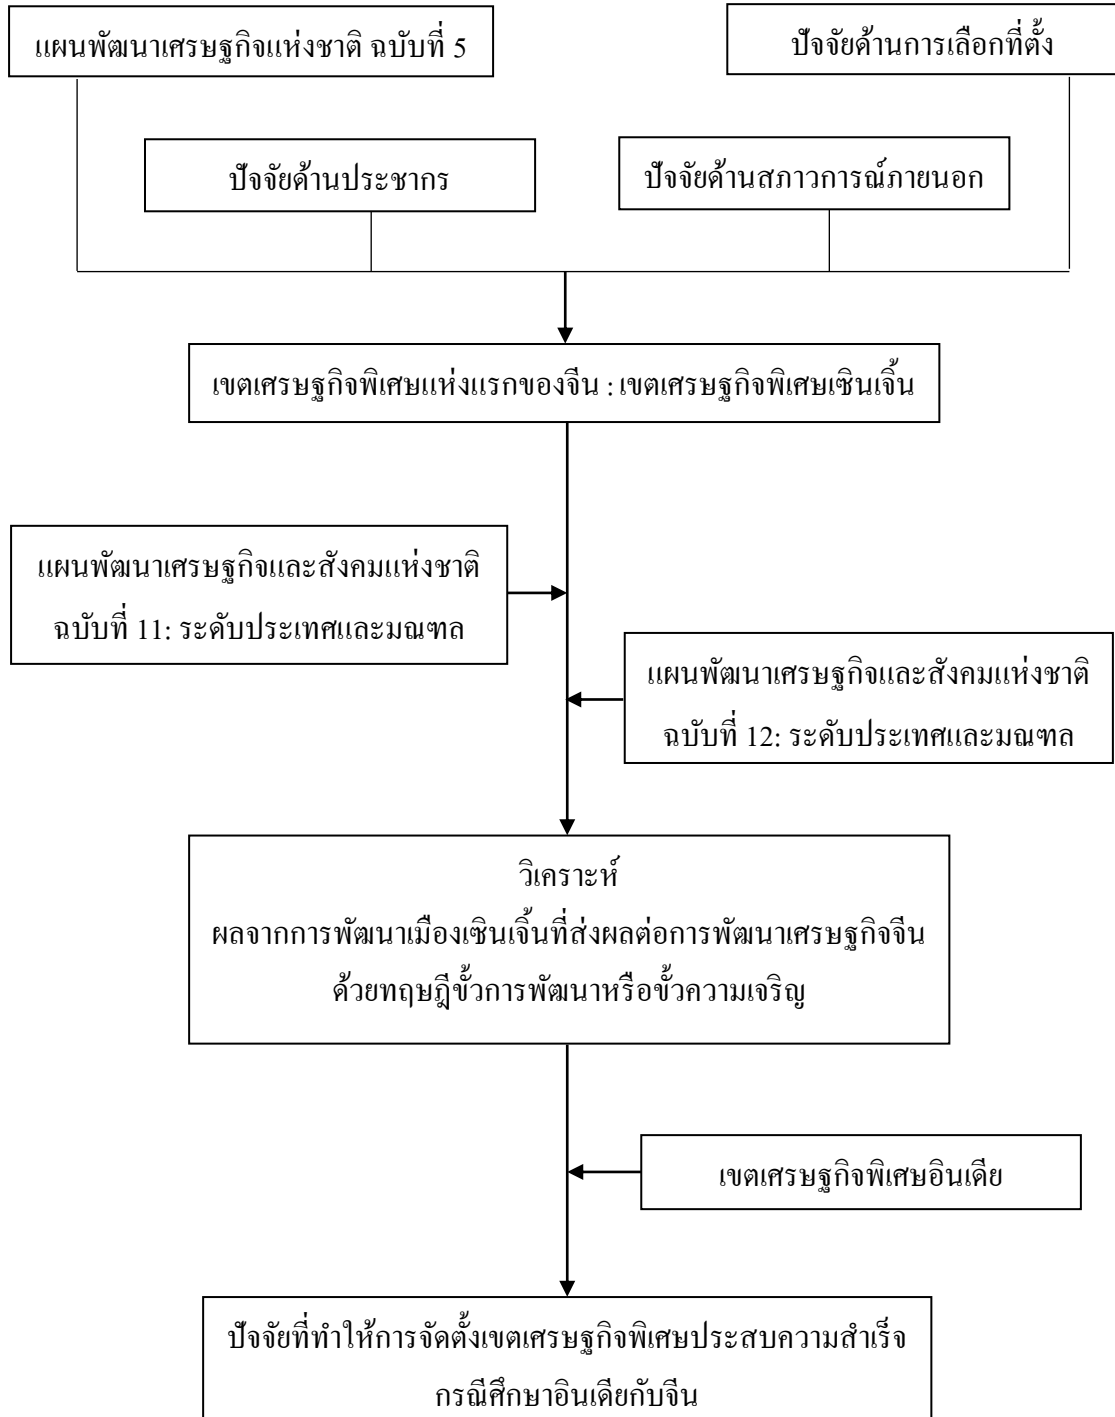 แผนพัฒนาเศรษฐกิจแห่งชาติ ฉบับที่ 5
ปัจจัยด้านการเลือกที่ตั้ง
ปัจจัยด้านประชากร
ปัจจัยด้านสภาวการณ์ภายนอก
เขตเศรษฐกิจพิเศษแห่งแรกของจีน : เขตเศรษฐกิจพิเศษเซินเจิ้น
แผนพัฒนาเศรษฐกิจและสังคมแห่งชาติ
ฉบับที่ 11: ระดับประเทศและมณฑล
แผนพัฒนาเศรษฐกิจและสังคมแห่งชาติ
ฉบับที่ 12: ระดับประเทศและมณฑล
วิเคราะห์
ผลจากการพัฒนาเมืองเซินเจิ้นที่ส่งผลต่อการพัฒนาเศรษฐกิจจีน
ด้วยทฤษฎีขั้วการพัฒนาหรือขั้วความเจริญ
เขตเศรษฐกิจพิเศษอินเดีย
ปัจจัยที่ทำให้การจัดตั้งเขตเศรษฐกิจพิเศษประสบความสำเร็จ
กรณีศึกษาอินเดียกับจีน